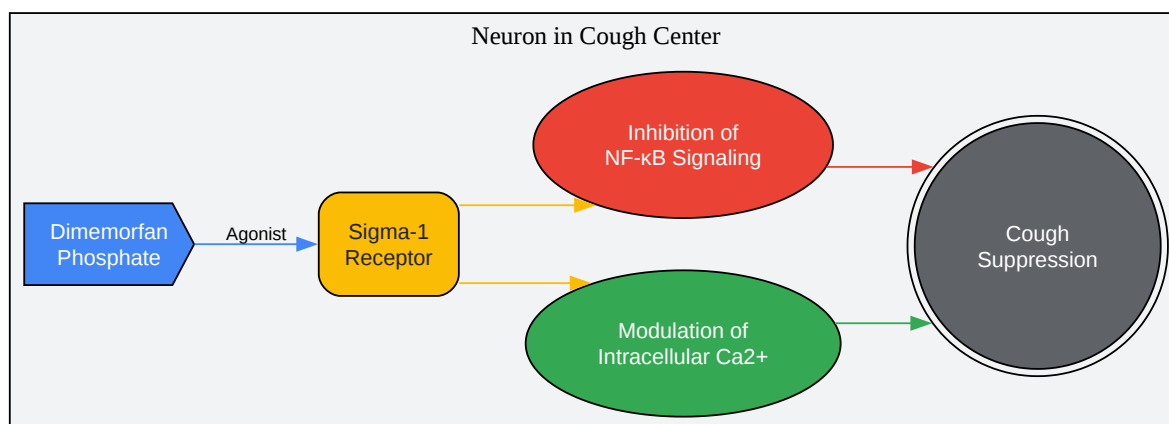 Neuron in Cough Center
Dimemorfan
Phosphate
Agonist
Sigma-1
Receptor
Inhibition of
NF-κB Signaling
Modulation of
Intracellular Ca2+
Cough
Suppression